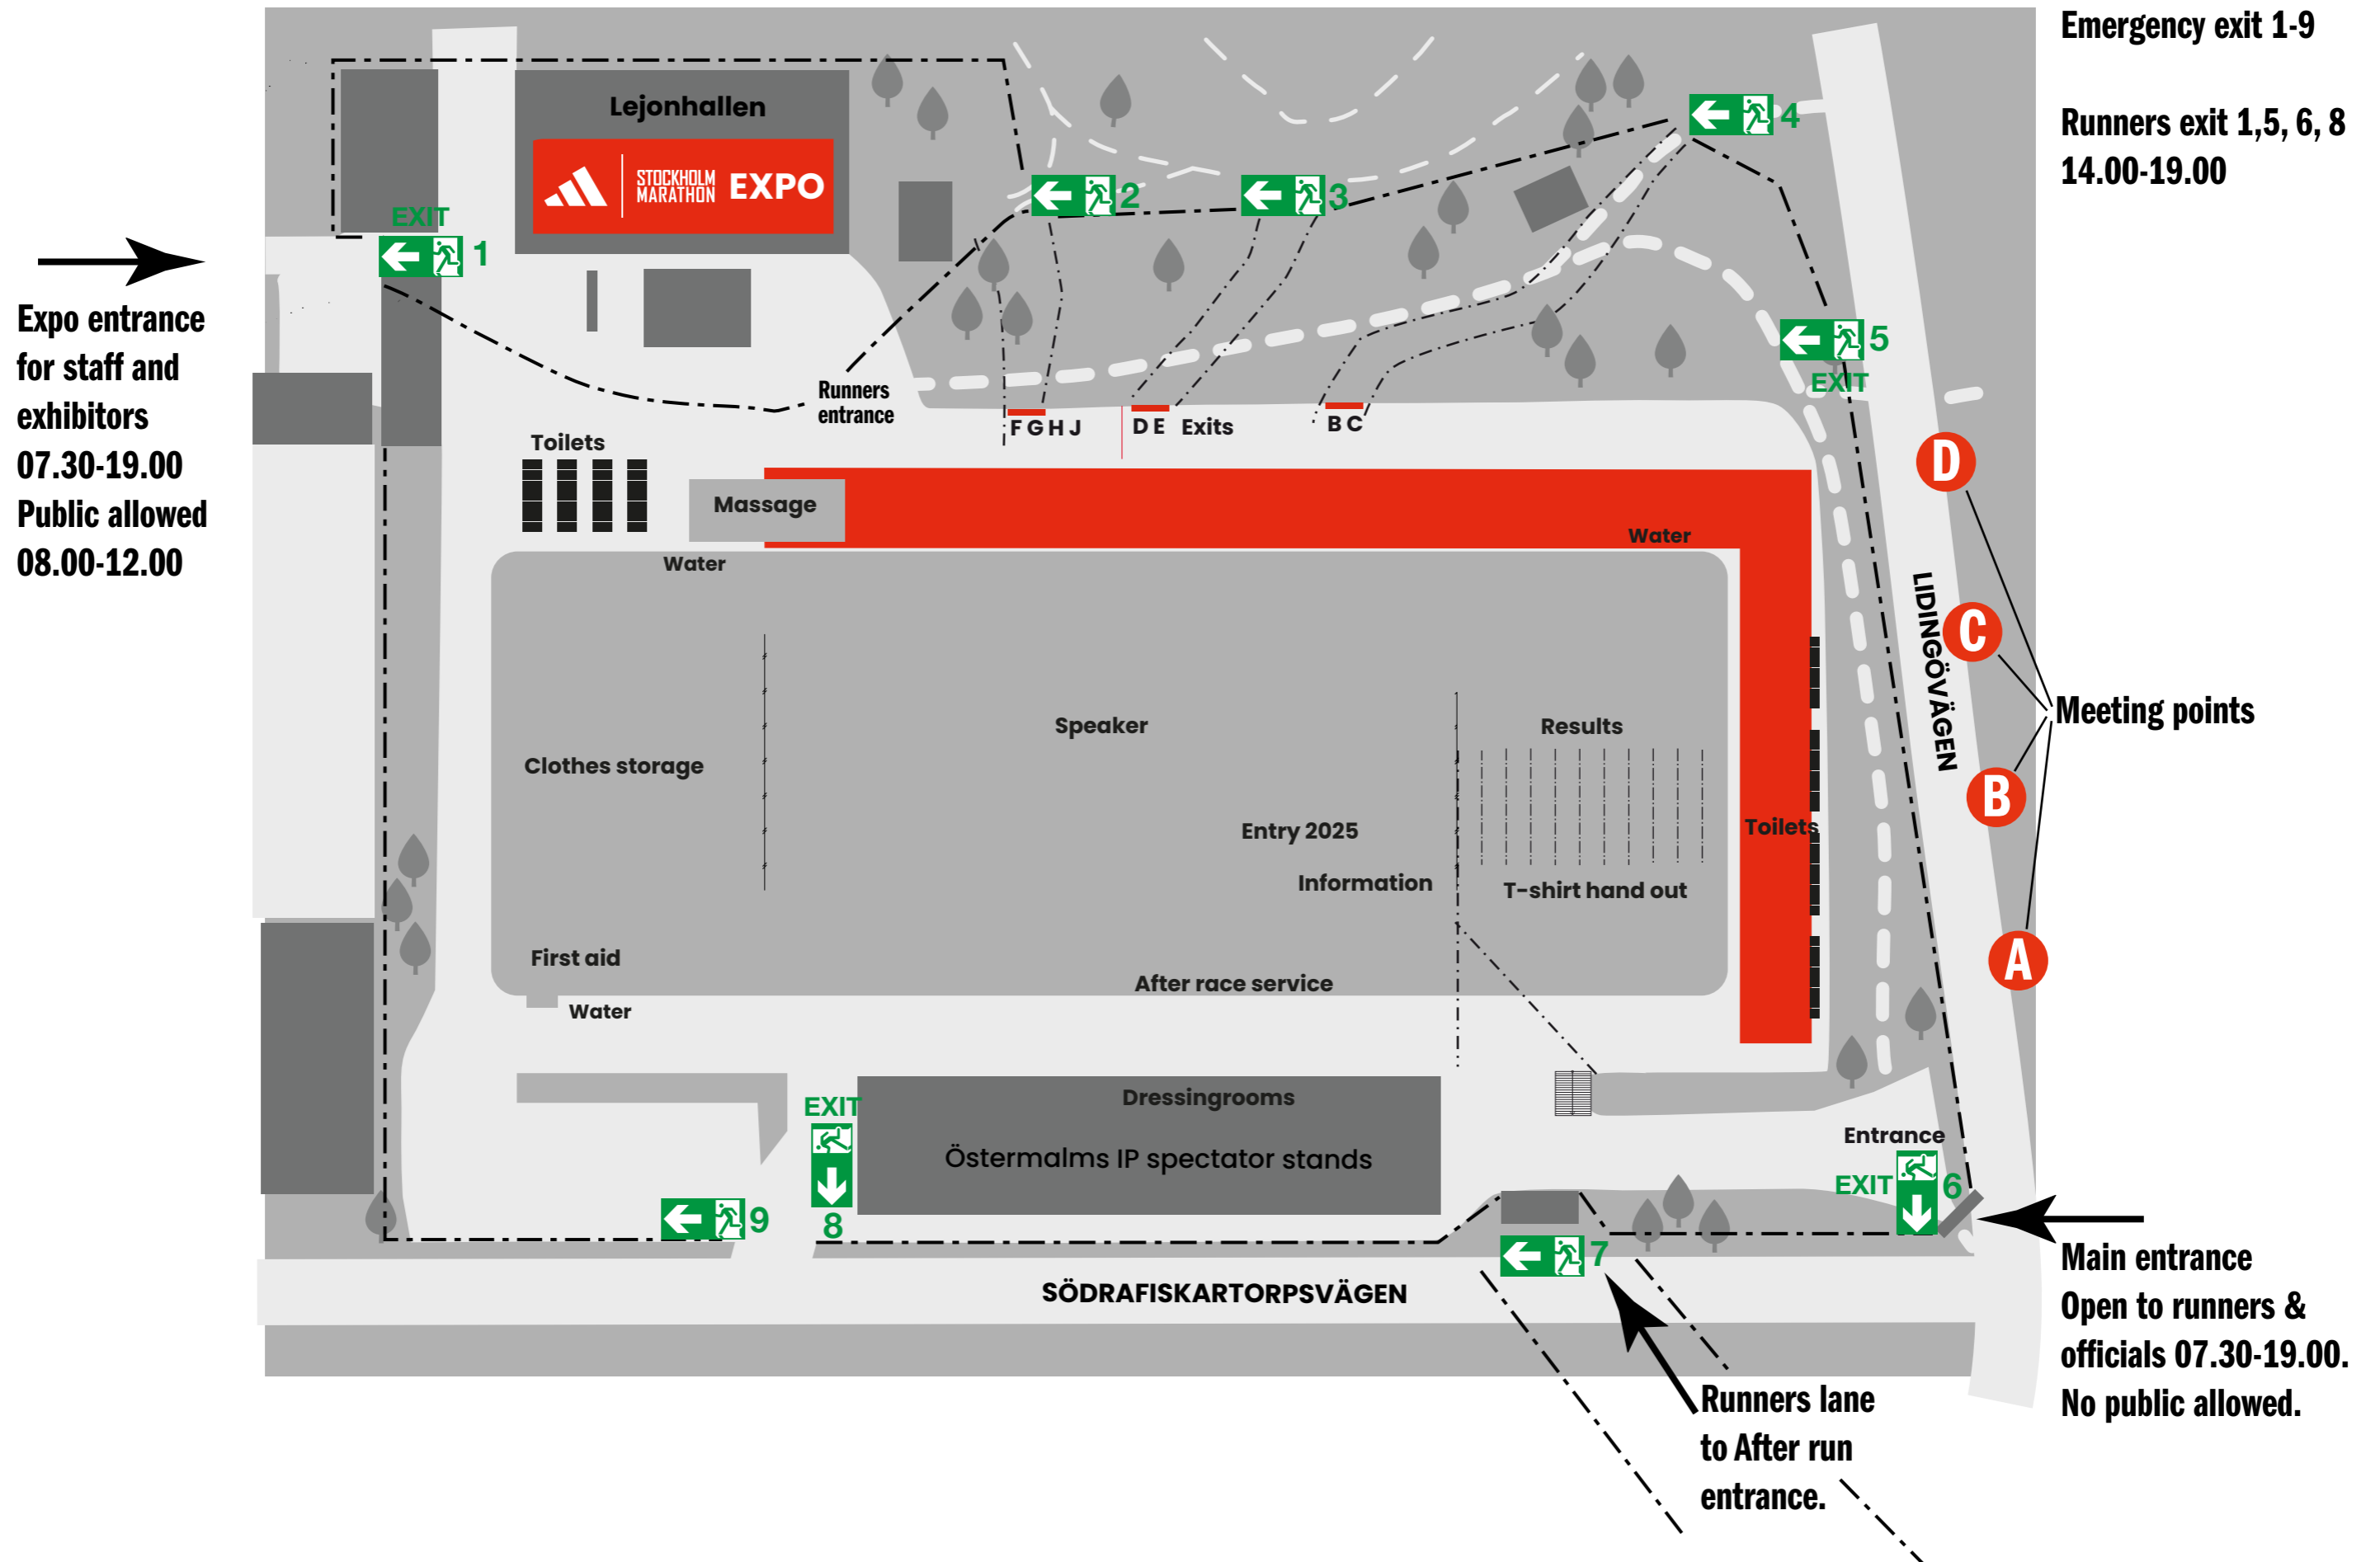 Emergency exit 1-9
Runners exit 1,5, 6, 8
14.00-19.00
Lejonhallen
STOCKHOLM
MARATHON
EXPO
EXIT
1
2
3
4
5
EXIT
Expo entrance
for staff and
exhibitors
07.30-19.00
Public allowed
08.00-12.00
Runners
entrance
F G H J
D E Exits
B C
Toilets
Massage
Water
Water
D
C
B
A
LIDINGÖVÄGEN
Meeting points
Clothes storage
Speaker
Results
Entry 2025
Information
T-shirt hand out
Toilets
First aid
Water
After race service
EXIT
8
9
Dressingrooms
Östermalms IP spectator stands
Entrance
EXIT
6
7
SÖDRAFISKARTORPSVÄGEN
Main entrance
Open to runners &
officials 07.30-19.00.
No public allowed.
Runners lane
to After run
entrance.